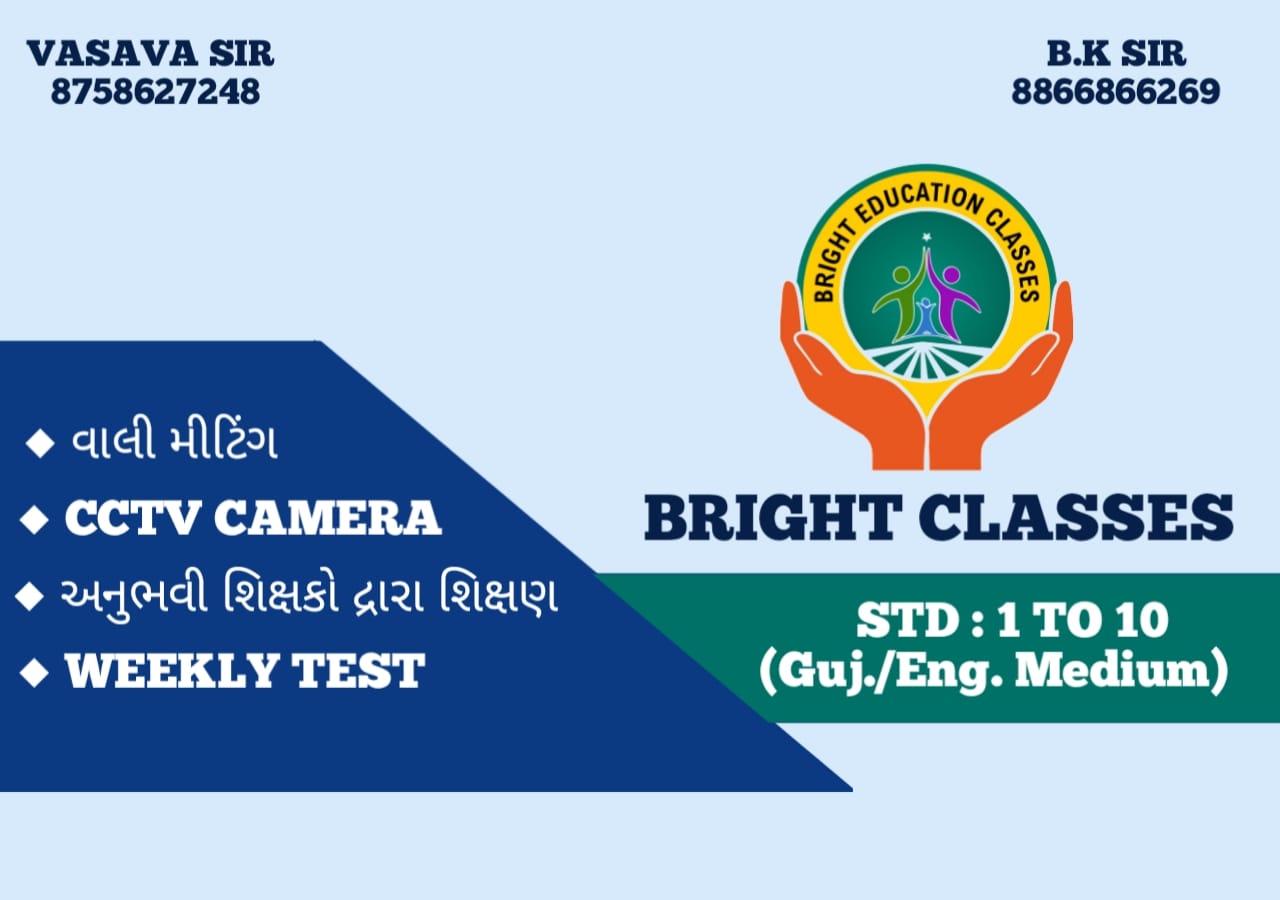 VASAVA SIR
8758627248
B.K SIR
8866866269
BRIGHT EDUCATION CLASSES
◆ વાલી મીટિંગ
◆ CCTV CAMERA
◆ અનુભવી શિક્ષકો દ્રારા શિક્ષણ
◆ WEEKLY TEST
BRIGHT CLASSES
STD : 1 TO 10
(Guj./Eng. Medium)